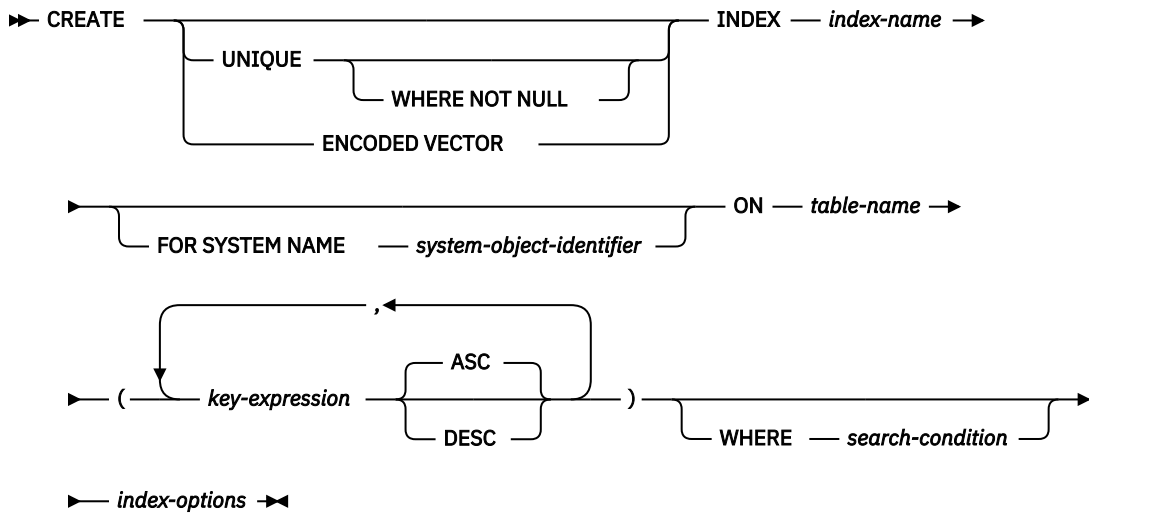 CREATE INDEX index-name
UNIQUE
WHERE NOT NULL
ENCODED VECTOR
ON table-name
FOR SYSTEM NAME system-object-identifier
,
ASC
( key-expression )
DESC WHERE search-condition
index-options